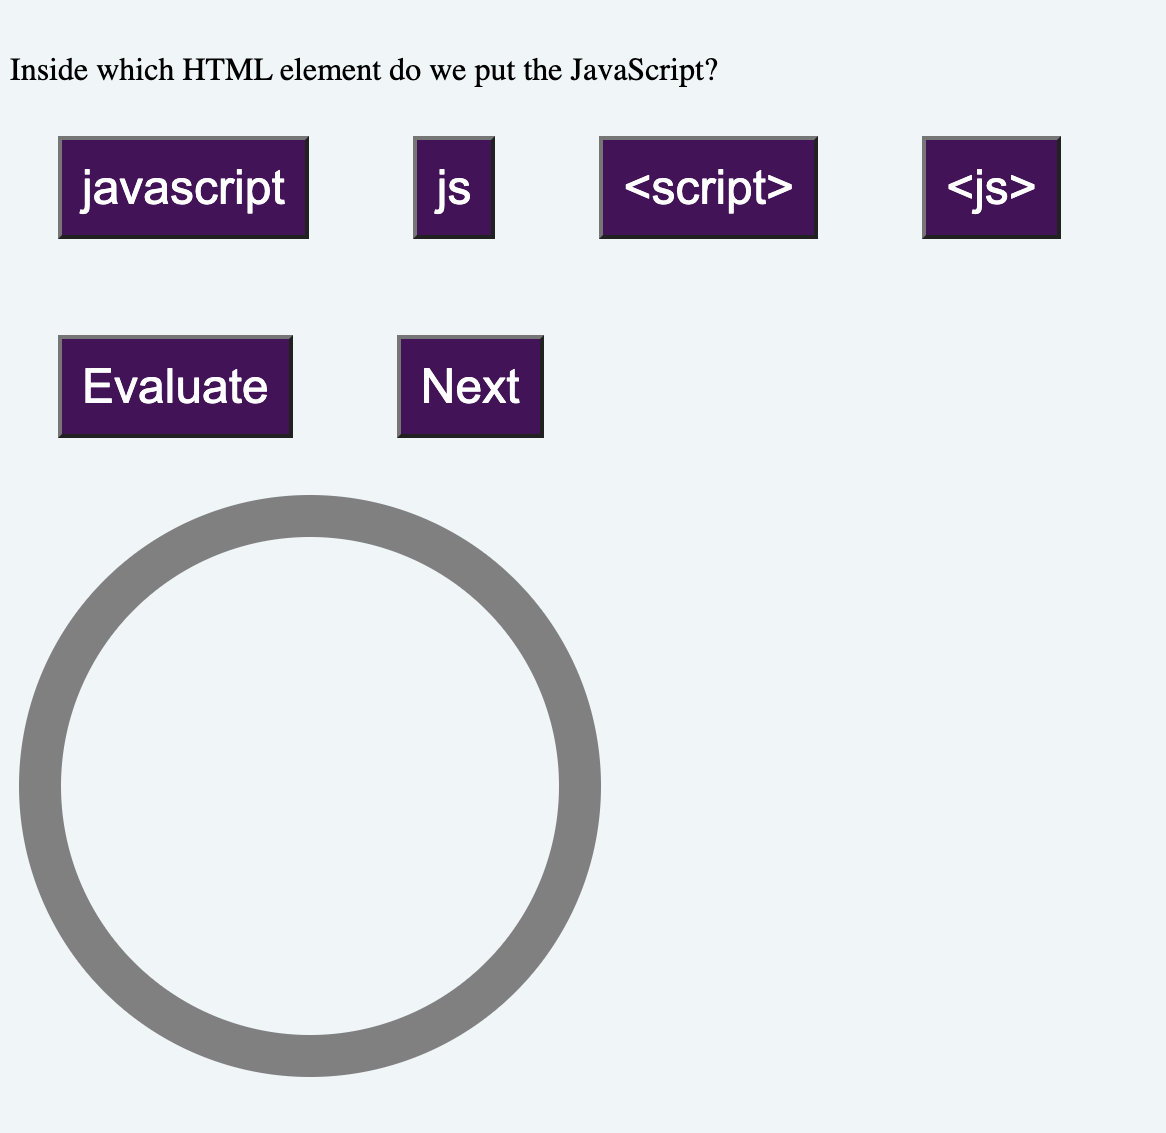 Inside which HTML element do we put the JavaScript?
javascript js <script> <js>
Evaluate Next